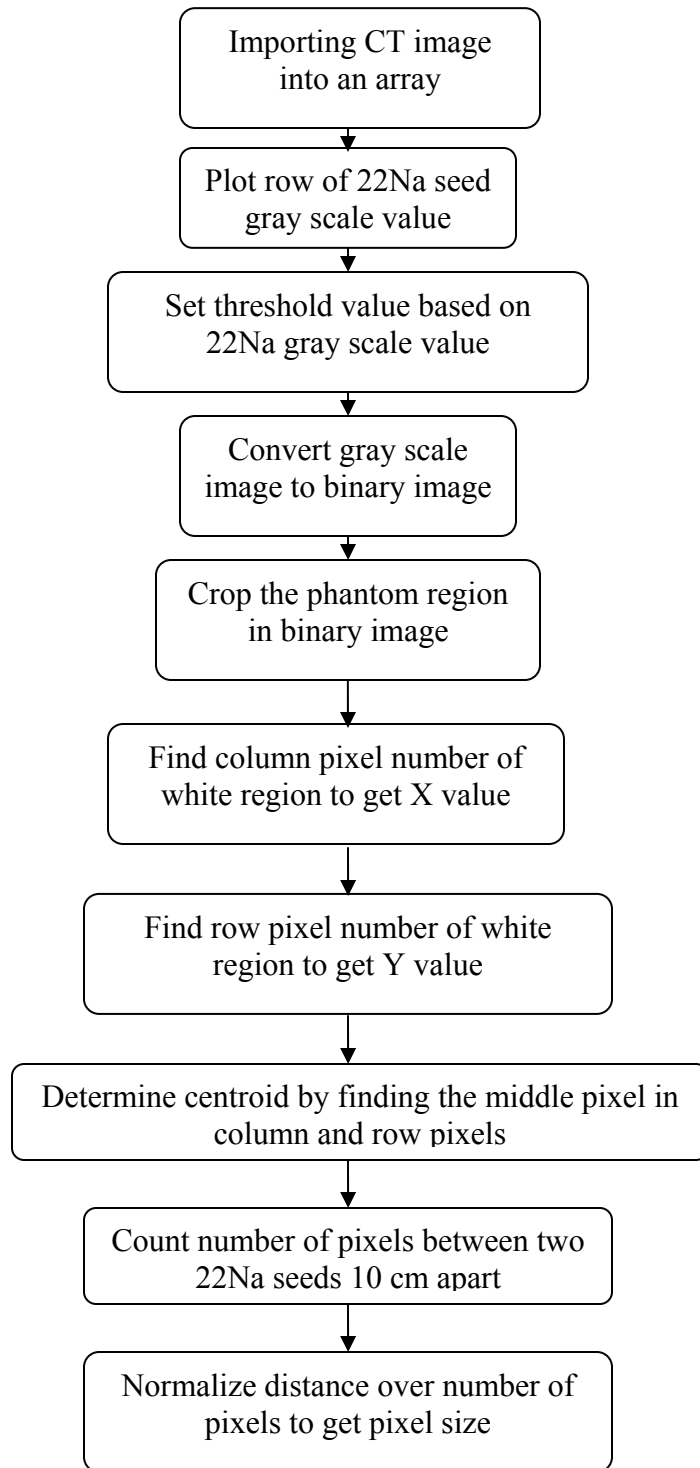 Importing CT image
into an array
Plot row of 22Na seed
gray scale value
Set threshold value based on
22Na gray scale value
Convert gray scale
image to binary image
Crop the phantom region
in binary image
Find column pixel number of
white region to get X value
Find row pixel number of white
region to get Y value
Determine centroid by finding the middle pixel in
column and row pixels
Count number of pixels between two
22Na seeds 10 cm apart
Normalize distance over number of
pixels to get pixel size